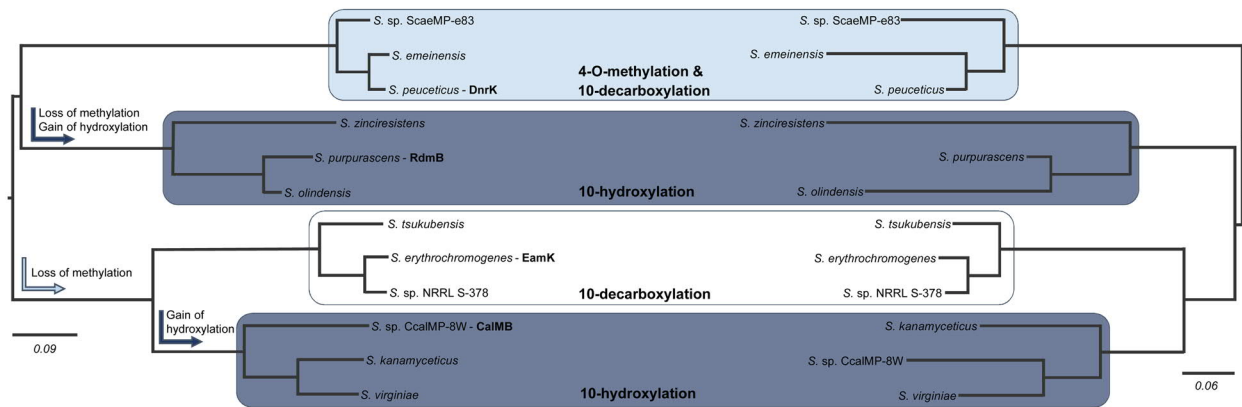 S. sp. ScaeMP-e83
S. sp. ScaeMP-e83
S. emeinensis
S. emeinensis
4-O-methylation &
10-decarboxylation
S. peuceticus - DnrK
S. peuceticus
Loss of methylation
Gain of hydroxylation
S. zinciresistens
S. zinciresistens
S. purpurascens - RdmB
S. purpurascens
S. olindensis
10-hydroxylation
S. olindensis
S. tsukubensis
S. tsukubensis
S. erythrochromogenes - EamK
S. erythrochromogenes
Loss of methylation
S. sp. NRRL S-378
10-decarboxylation
S. sp. NRRL S-378
Gain of
hydroxylation
S. sp. CcalMP-8W - CalMB
S. kanamyceticus
0.09
S. kanamyceticus
S. sp. CcalMP-8W
0.06
S. virginiae
10-hydroxylation
S. virginiae